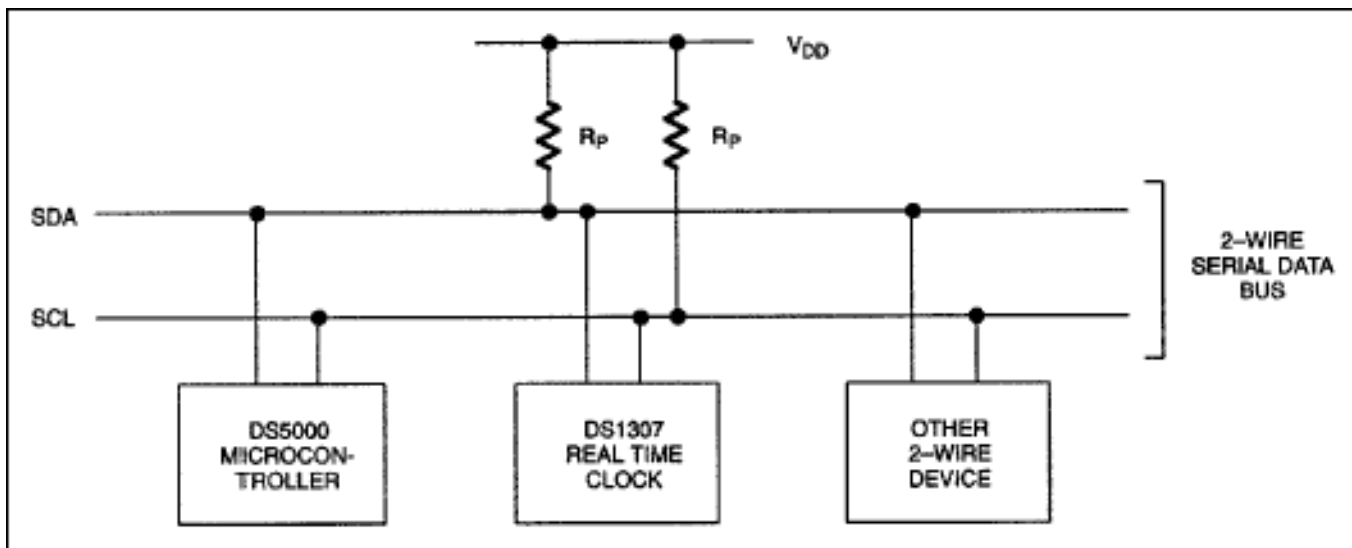 VDD
RP
RP
SDA
SCL
2–WIRE
SERIAL DATA
BUS
DS5000
MICROCON-
TROLLER
DS1307
REAL TIME
CLOCK
OTHER
2–WIRE
DEVICE